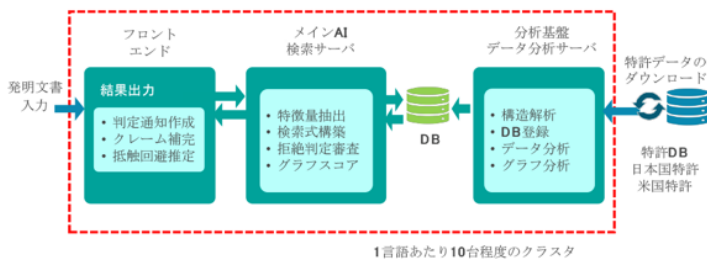 フロント
エンド
メインAI
検索サーバ
分析基盤
データ分析サーバ
特許データの
ダウンロード
発明文書
入力
結果出力
• 判定通知作成
• クレーム補完
• 抵触回避推定
• 特徴量抽出
• 検索式構築
• 拒絶判定審査
• グラフスコア
DB
• 構造解析
• DB登録
• データ分析
• グラフ分析
特許DB
日本国特許
米国特許
1言語あたり10台程度のクラスタ